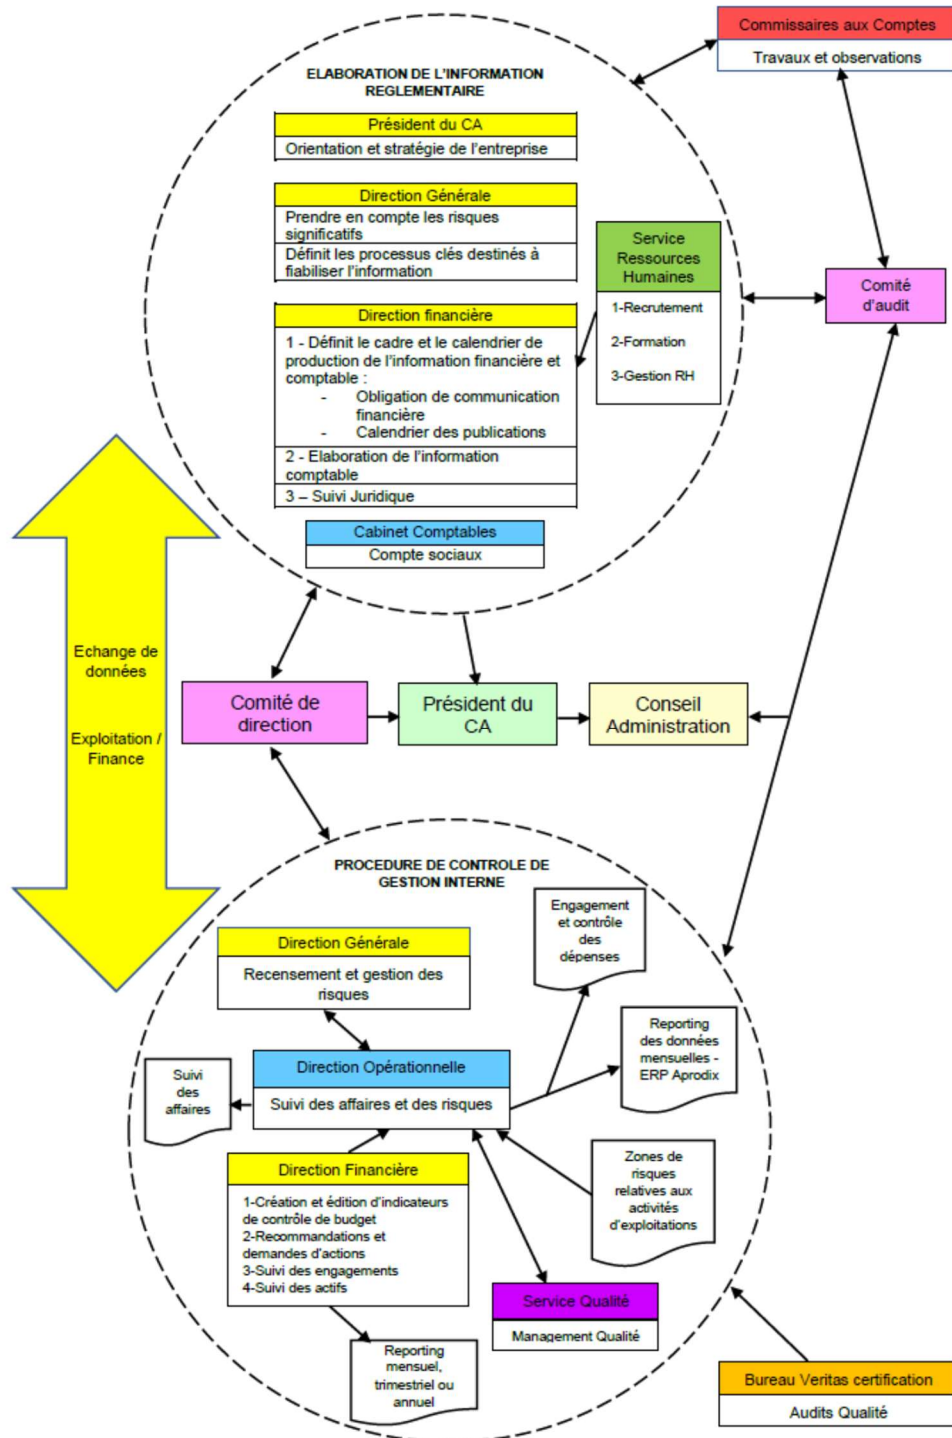 Commissaires aux Comptes
Travaux et observations
ELABORATION DE L'INFORMATION
REGLEMENTAIRE
Président du CA
Orientation et stratégie de l'entreprise
Direction Générale
Prendre en compte les risques
significatifs
Définit les processus clés destinés à
fiabiliser l'information
Service
Ressources
Humaines
1-Recrutement
2-Formation
3-Gestion RH
Comité
d'audit
Direction financière
1 - Définit le cadre et le calendrier de
production de l'information financière et
comptable :
- Obligation de communication
financière
- Calendrier des publications
2 - Elaboration de l'information
comptable
3 – Suivi Juridique
Cabinet Comptables
Compte sociaux
Echange de
données
Exploitation /
Finance
Comité de
direction
Président du
CA
Conseil
Administration
PROCEDURE DE CONTROLE DE
GESTION INTERNE
Engagement
et contrôle
des
dépenses
Direction Générale
Recensement et gestion des
risques
Reporting
des données
mensuelles -
ERP Aprodix
Direction Opérationnelle
Suivi des affaires et des risques
Suivi
des
affaires
Direction Financière
1-Création et édition d'indicateurs
de contrôle de budget
2-Recommandations et
demandes d'actions
3-Suivi des engagements
4-Suivi des actifs
Zones de
risques
relatives aux
activités
d'exploitations
Service Qualité
Management Qualité
Reporting
mensuel,
trimestriel ou
annuel
Bureau Veritas certification
Audits Qualité